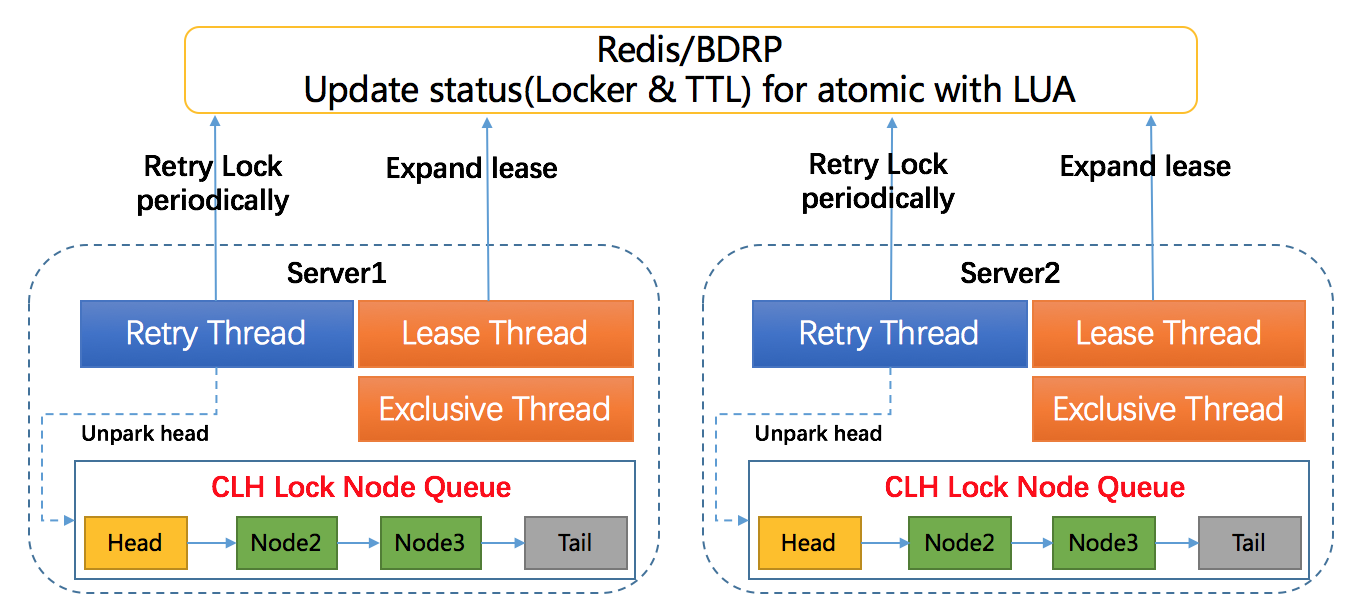 Redis/BDRP
Update status(Locker & TTL) for atomic with LUA
Retry Lock
periodically
Expand lease
Retry Lock
periodically
Expand lease
Server1
Retry Thread
Lease Thread
Exclusive Thread
Unpark head
CLH Lock Node Queue
Head
Node2
Node3
Tail
Server2
Retry Thread
Lease Thread
Exclusive Thread
Unpark head
CLH Lock Node Queue
Head
Node2
Node3
Tail